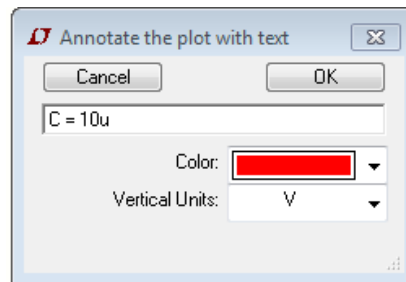 Annotate the plot with text
Cancel OK
C = 10u
Color:
Vertical Units: V